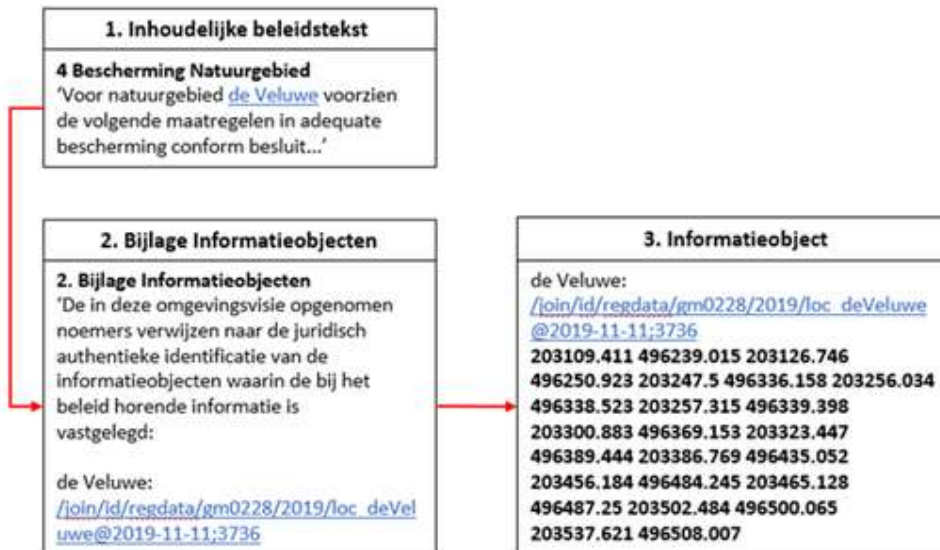 1. Inhoudelijke beleidstekst
4 Bescherming Natuurgebied
'Voor natuurgebied de Veluwe voorzien
de volgende maatregelen in adequate
bescherming conform besluit...'
2. Bijlage Informatieobjecten
2. Bijlage Informatieobjecten
'De in deze omgevingsvisie opgenomen
noemers verwijzen naar de juridisch
authentieke identificatie van de
informatieobjecten waarin de bij het
beleid horende informatie is
vastgelegd:
de Veluwe:
/join/id/regdata/gm0228/2019/loc_deVel
uwe@2019-11-11;3736
3. Informatieobject
de Veluwe:
/join/id/regdata/gm0228/2019/loc_deVeluwe
@2019-11-11;3736
203109.411 496239.015 203126.746
496250.923 203247.5 496336.158 203256.034
496338.523 203257.315 496339.398
203300.883 496369.153 203323.447
496389.444 203386.769 496435.052
203456.184 496484.245 203465.128
496487.25 203502.484 496500.065
203537.621 496508.007